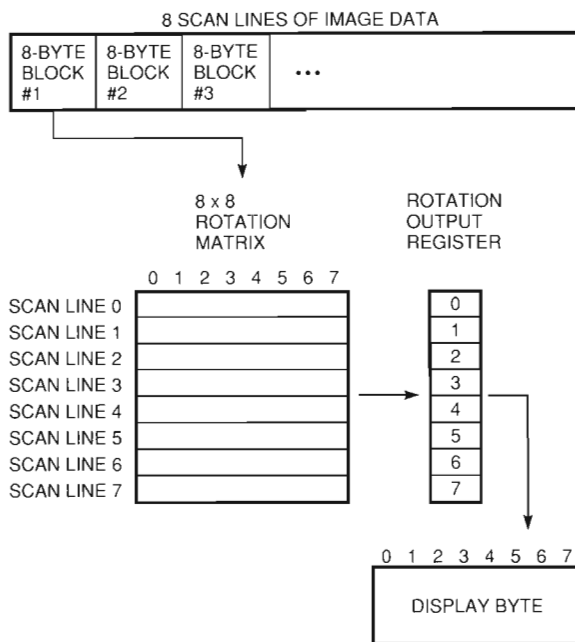 8 SCAN LINES OF IMAGE DATA
8-BYTE BLOCK #1
8-BYTE BLOCK #2
8-BYTE BLOCK #3
•••
8 x 8
ROTATION
MATRIX
ROTATION
OUTPUT
REGISTER
0 1 2 3 4 5 6 7
SCAN LINE 0
SCAN LINE 1
SCAN LINE 2
SCAN LINE 3
SCAN LINE 4
SCAN LINE 5
SCAN LINE 6
SCAN LINE 7
0
1
2
3
4
5
6
7
0 1 2 3 4 5 6 7
DISPLAY BYTE